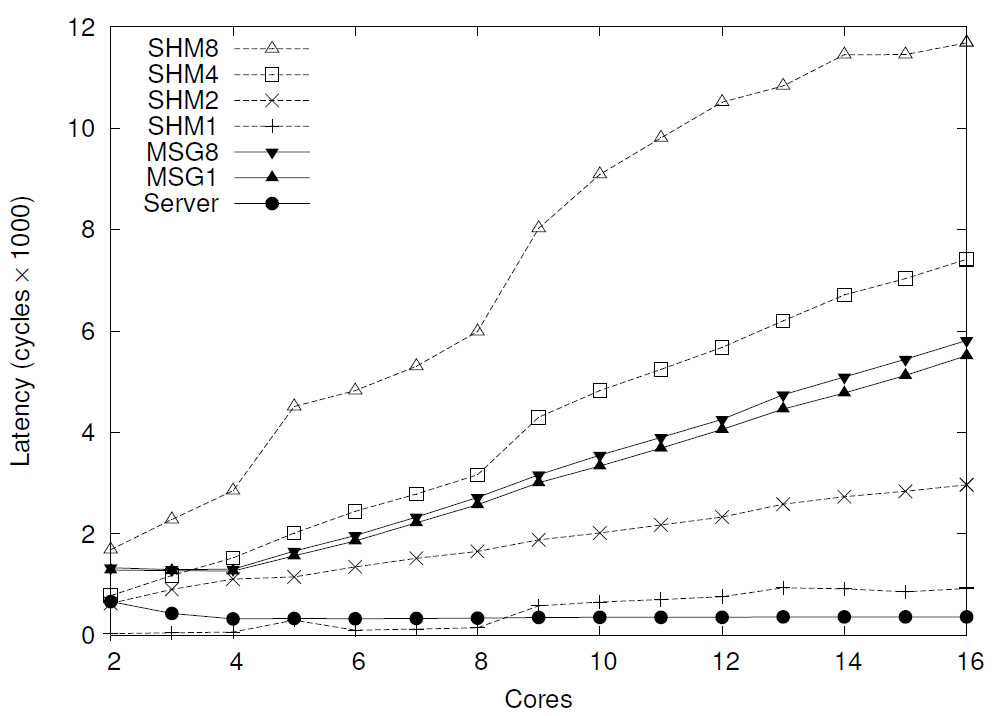 12
10
8
6
4
2
0
Latency (cycles × 1000)
SHM8
SHM4
SHM2
SHM1
MSG8
MSG1
Server
2 4 6 8 10 12 14 16
Cores